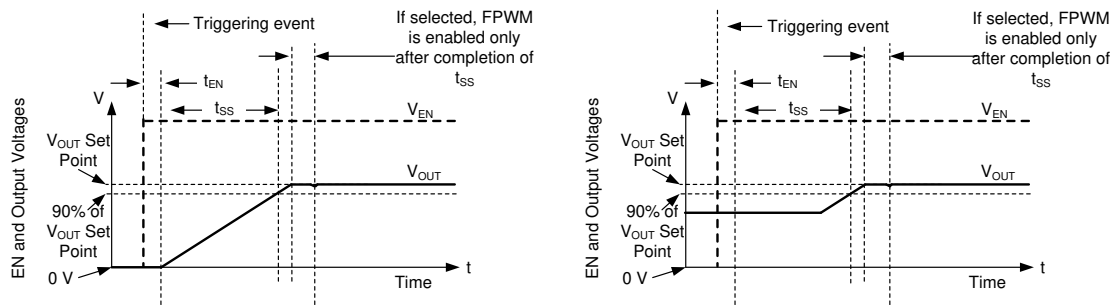 Triggering event
If selected, FPWM
is enabled only
after completion of
tSS
tEN
tSS
V
VEN
EN and Output Voltages
VOUT Set
Point
VOUT
90% of
VOUT Set
Point
0 V
t
Time
Triggering event
If selected, FPWM
is enabled only
after completion of
tSS
tEN
tSS
V
VEN
EN and Output Voltages
VOUT Set
Point
VOUT
90% of
VOUT Set
Point
0 V
t
Time